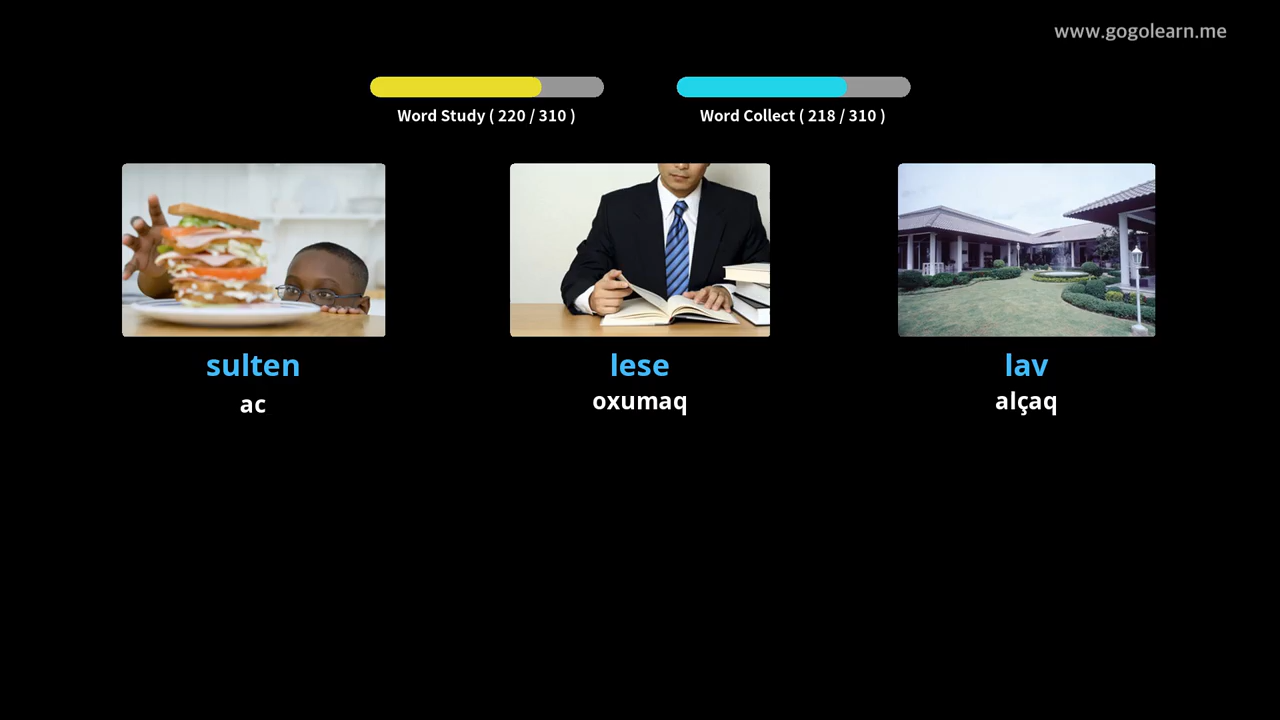 www.gogolearn.me
Word Study ( 220 / 310 )
Word Collect ( 218 / 310 )
sulten
ac
lese
oxumaq
lav
alçaq